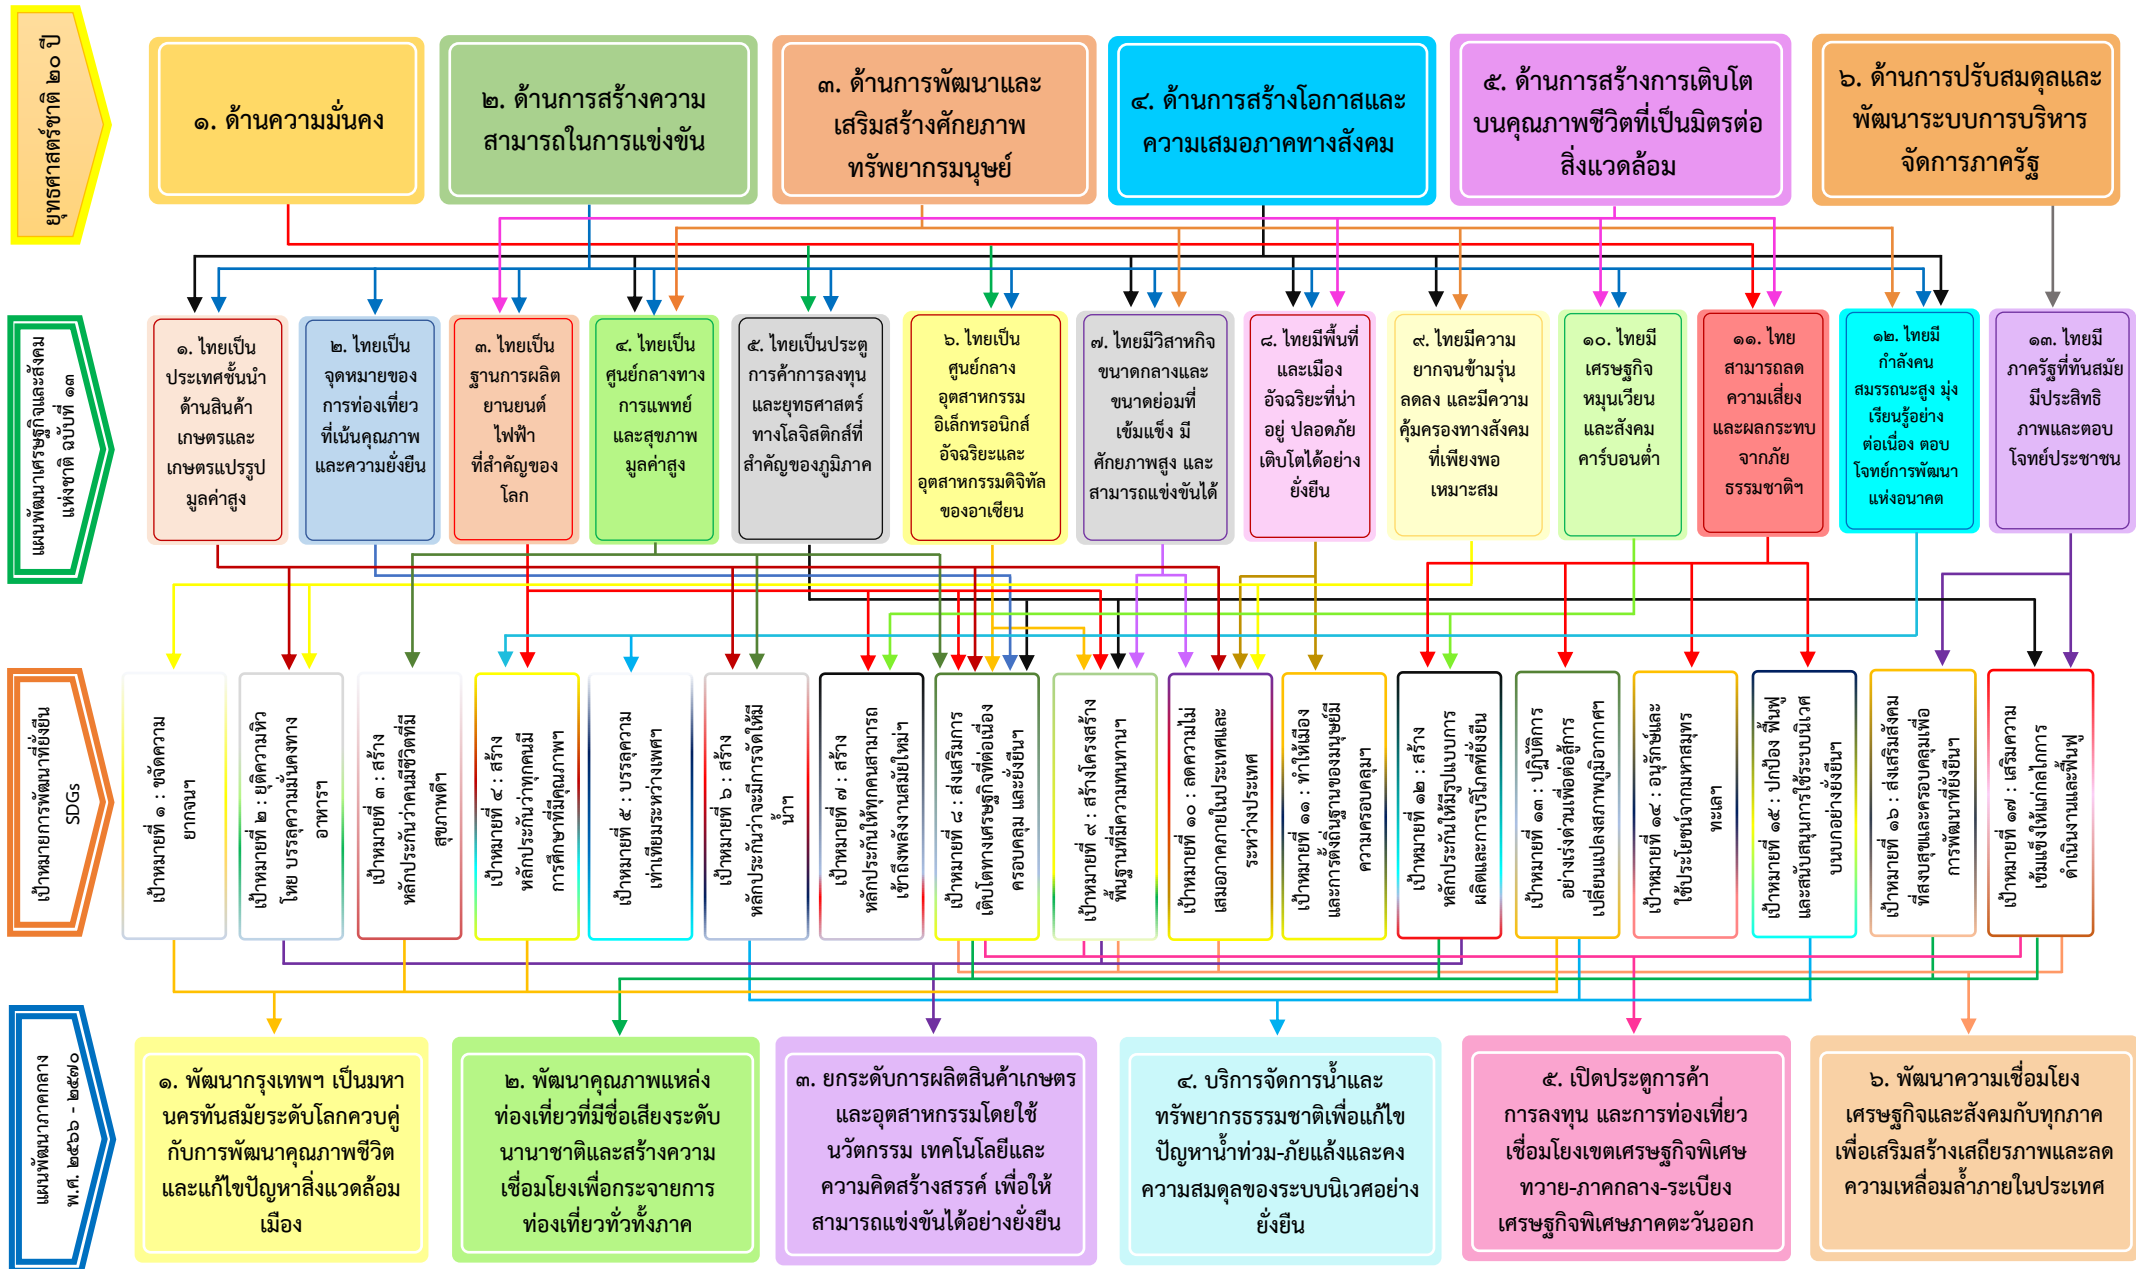 ยุทธศาสตร์ชาติ ๒๐ ปี
๑. ด้านความมั่นคง
๒. ด้านการสร้างความ
สามารถในการแข่งขัน
๓. ด้านการพัฒนาและ
เสริมสร้างศักยภาพ
ทรัพยากรมนุษย์
๔. ด้านการสร้างโอกาสและ
ความเสมอภาคทางสังคม
๕. ด้านการสร้างการเติบโต
บนคุณภาพชีวิตที่เป็นมิตรต่อ
สิ่งแวดล้อม
๖. ด้านการปรับสมดุลและ
พัฒนาระบบการบริหาร
จัดการภาครัฐ
แผนพัฒนาเศรษฐกิจและสังคม
แห่งชาติ ฉบับที่ ๑๓
๑. ไทยเป็น
ประเทศชั้นนำ
ด้านสินค้า
เกษตรและ
เกษตรแปรรูป
มูลค่าสูง
๒. ไทยเป็น
จุดหมายของ
การท่องเที่ยว
ที่เน้นคุณภาพ
และความยั่งยืน
๓. ไทยเป็น
ฐานการผลิต
ยานยนต์
ไฟฟ้า
ที่สำคัญของ
โลก
๔. ไทยเป็น
ศูนย์กลางทาง
การแพทย์
และสุขภาพ
มูลค่าสูง
๕. ไทยเป็นประตู
การค้าการลงทุน
และยุทธศาสตร์
ทางโลจิสติกส์ที่
สำคัญของภูมิภาค
๖. ไทยเป็น
ศูนย์กลาง
อุตสาหกรรม
อิเล็กทรอนิกส์
อัจฉริยะและ
อุตสาหกรรมดิจิทัล
ของอาเซียน
๗. ไทยมีวิสาหกิจ
ขนาดกลางและ
ขนาดย่อมที่
เข้มแข็ง มี
ศักยภาพสูง และ
สามารถแข่งขันได้
๘. ไทยมีพื้นที่
และเมือง
อัจฉริยะที่น่า
อยู่ ปลอดภัย
เติบโตได้อย่าง
ยั่งยืน
๙. ไทยมีความ
ยากจนข้ามรุ่น
ลดลง และมีความ
คุ้มครองทางสังคม
ที่เพียงพอ
เหมาะสม
๑๐. ไทยมี
เศรษฐกิจ
หมุนเวียน
และสังคม
คาร์บอนต่ำ
๑๑. ไทย
สามารถลด
ความเสี่ยง
และผลกระทบ
จากภัย
ธรรมชาติฯ
๑๒. ไทยมี
กำลังคน
สมรรถนะสูง มุ่ง
เรียนรู้อย่าง
ต่อเนื่อง ตอบ
โจทย์การพัฒนา
แห่งอนาคต
๑๓. ไทยมี
ภาครัฐที่ทันสมัย
มีประสิทธิ
ภาพและตอบ
โจทย์ประชาชน
เป้าหมายการพัฒนาที่ยั่งยืน
SDGs
เป้าหมายที่ ๑ : ขจัดความ
ยากจนฯ
เป้าหมายที่ ๒ : ยุติความหิว
โหย บรรลุความมั่นคงทาง
อาหารฯ
เป้าหมายที่ ๓ : สร้าง
หลักประกันว่าคนมีชีวิตที่มี
สุขภาพดีฯ
เป้าหมายที่ ๔ : สร้าง
หลักประกันว่าทุกคนมี
การศึกษาที่มีคุณภาพฯ
เป้าหมายที่ ๕ : บรรลุความ
เท่าเทียมระหว่างเพศฯ
เป้าหมายที่ ๖ : สร้าง
หลักประกันว่าจะมีการจัดให้มี
น้ำฯ
เป้าหมายที่ ๗ : สร้าง
หลักประกันให้ทุกคนสามารถ
เข้าถึงพลังงานสมัยใหม่ฯ
เป้าหมายที่ ๘ : ส่งเสริมการ
เติบโตทางเศรษฐกิจที่ต่อเนื่อง
ครอบคลุม และยั่งยืนฯ
เป้าหมายที่ ๙ : สร้างโครงสร้าง
พื้นฐานที่มีความทนทานฯ
เป้าหมายที่ ๑๐ : ลดความไม่
เสมอภาคภายในประเทศและ
ระหว่างประเทศ
เป้าหมายที่ ๑๑ : ทำให้เมือง
และการตั้งถิ่นฐานของมนุษย์มี
ความครอบคลุมฯ
เป้าหมายที่ ๑๒ : สร้าง
หลักประกันให้มีรูปแบบการ
ผลิตและการบริโภคที่ยั่งยืน
เป้าหมายที่ ๑๓ : ปฏิบัติการ
อย่างเร่งด่วนเพื่อต่อสู้การ
เปลี่ยนแปลงสภาพภูมิอากาศฯ
เป้าหมายที่ ๑๔ : อนุรักษ์และ
ใช้ประโยชน์จากมหาสมุทร
ทะเลฯ
เป้าหมายที่ ๑๕ : ปกป้อง ฟื้นฟู
และสนับสนุนการใช้ระบบนิเวศ
บนบกอย่างยั่งยืนฯ
เป้าหมายที่ ๑๖ : ส่งเสริมสังคม
ที่สงบสุขและครอบคลุมเพื่อ
การพัฒนาที่ยั่งยืนฯ
เป้าหมายที่ ๑๗ : เสริมความ
เข้มแข็งให้แก่กลไกการ
ดำเนินงานและฟื้นฟู
แผนพัฒนาภาคกลาง
พ.ศ. ๒๕๖๖ - ๒๕๗๐
๑. พัฒนากรุงเทพฯ เป็นมหา
นครทันสมัยระดับโลกควบคู่
กับการพัฒนาคุณภาพชีวิต
และแก้ไขปัญหาสิ่งแวดล้อม
เมือง
๒. พัฒนาคุณภาพแหล่ง
ท่องเที่ยวที่มีชื่อเสียงระดับ
นานาชาติและสร้างความ
เชื่อมโยงเพื่อกระจายการ
ท่องเที่ยวทั่วทั้งภาค
๓. ยกระดับการผลิตสินค้าเกษตร
และอุตสาหกรรมโดยใช้
นวัตกรรม เทคโนโลยีและ
ความคิดสร้างสรรค์ เพื่อให้
สามารถแข่งขันได้อย่างยั่งยืน
๔. บริการจัดการน้ำและ
ทรัพยากรธรรมชาติเพื่อแก้ไข
ปัญหาน้ำท่วม-ภัยแล้งและคง
ความสมดุลของระบบนิเวศอย่าง
ยั่งยืน
๕. เปิดประตูการค้า
การลงทุน และการท่องเที่ยว
เชื่อมโยงเขตเศรษฐกิจพิเศษ
ทวาย-ภาคกลาง-ระเบียง
เศรษฐกิจพิเศษภาคตะวันออก
๖. พัฒนาความเชื่อมโยง
เศรษฐกิจและสังคมกับทุกภาค
เพื่อเสริมสร้างเสถียรภาพและลด
ความเหลื่อมล้ำภายในประเทศ